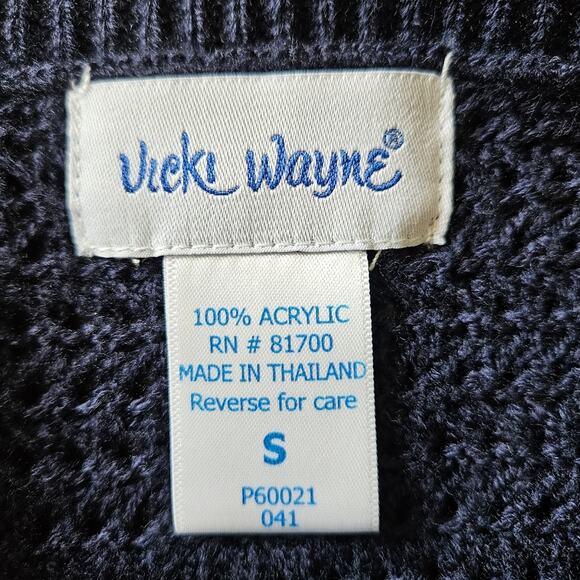 Vicki Wayne®
100% ACRYLIC
RN # 81700
MADE IN THAILAND
Reverse for care
S
P60021
041